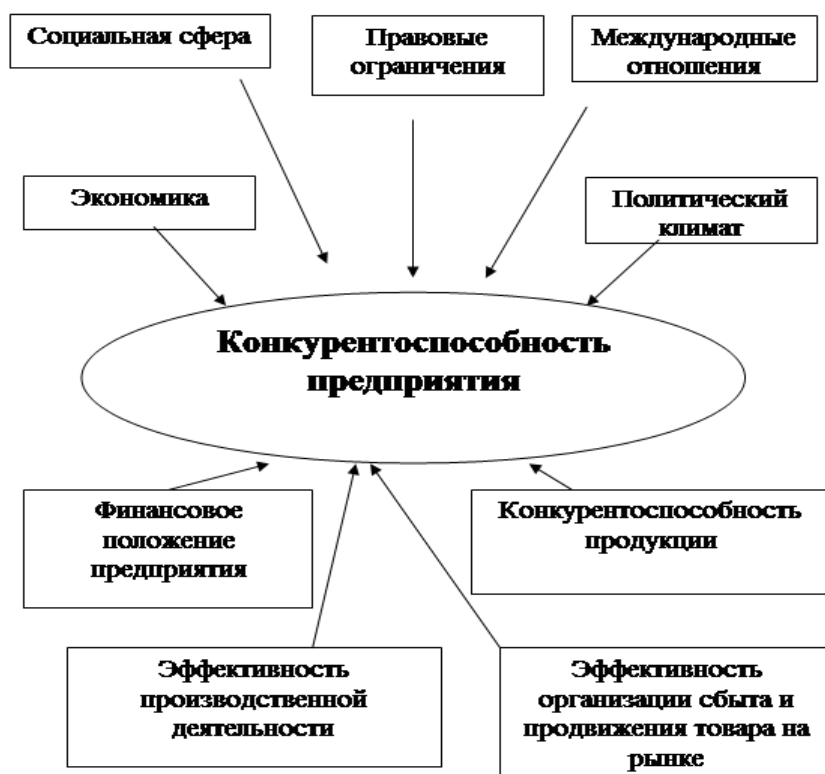 Социальная сфера
Правовые
ограничения
Международные
отношения
Экономика
Политический
климат
Конкурентоспособность
предприятия
Финансовое
положение
предприятия
Конкурентоспособность
продукции
Эффективность
производственной
деятельности
Эффективность
организации сбыта и
продвижения товара на
рынке